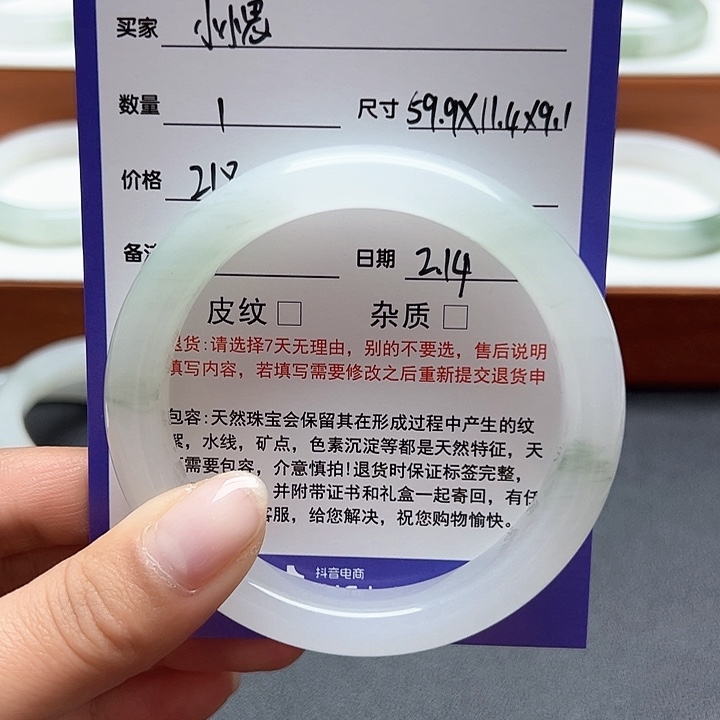 买家 小小思
数量 1 尺寸 59.9X11.4X9.1
价格 218
备注 日期 2.14
皮纹 □ 杂质 □
退货:请选择7天无理由，别的不要选，售后说明
填写内容，若填写需要修改之后重新提交退货申
包容:天然珠宝会保留其在形成过程中产生的纹
絮，水线，矿点，色素沉淀等都是天然特征，天
需要包容，介意慎拍!退货时保证标签完整，
并附带证书和礼盒一起寄回，有任
客服，给您解决，祝您购物愉快。
抖音电商